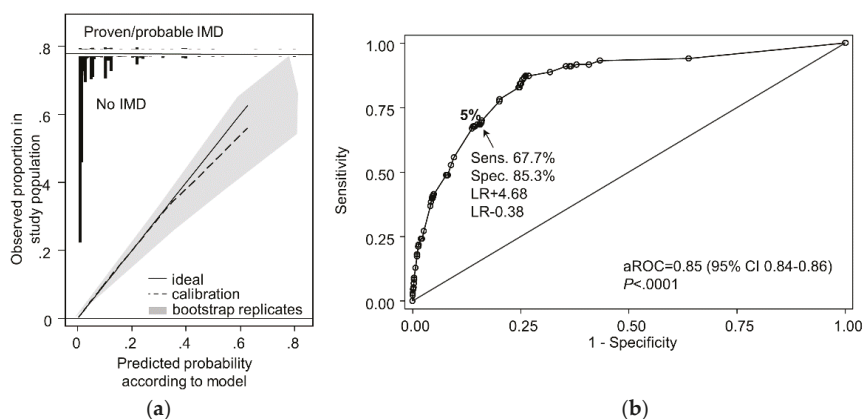 Proven/probable IMD
No IMD
.8
.6
.4
.2
0
Observed proportion in
study population
ideal
calibration
bootstrap replicates
0
.2
.4
.6
.8
Predicted probability
according to model
(a)
1.00
0.75
0.50
0.25
0.00
Sensitivity
5%
Sens. 67.7%
Spec. 85.3%
LR+4.68
LR-0.38
aROC=0.85 (95% CI 0.84-0.86)
P<.0001
0.00
0.25
0.50
0.75
1.00
1 - Specificity
(b)